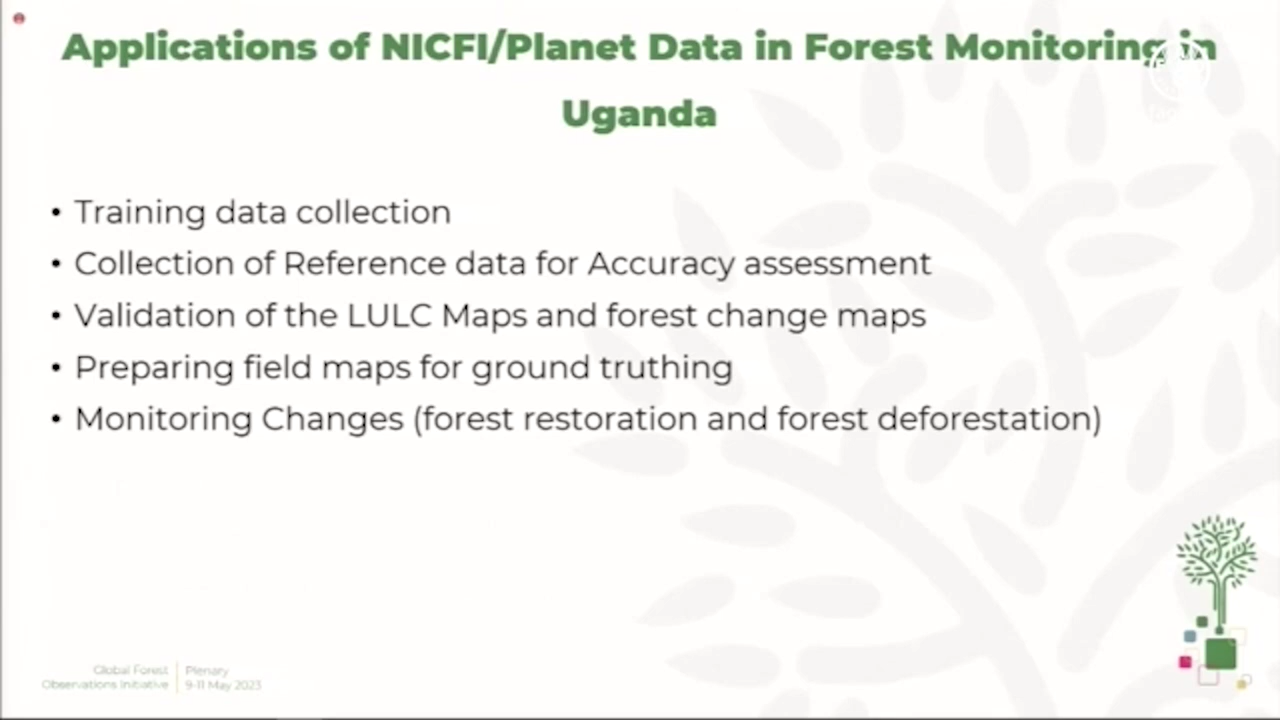 Applications of NICFI/Planet Data in Forest Monitoring in
Uganda
• Training data collection
• Collection of Reference data for Accuracy assessment
• Validation of the LULC Maps and forest change maps
• Preparing field maps for ground truthing
• Monitoring Changes (forest restoration and forest deforestation)
Global Forest
Observations Initiative
Plenary
9-11 May 2023